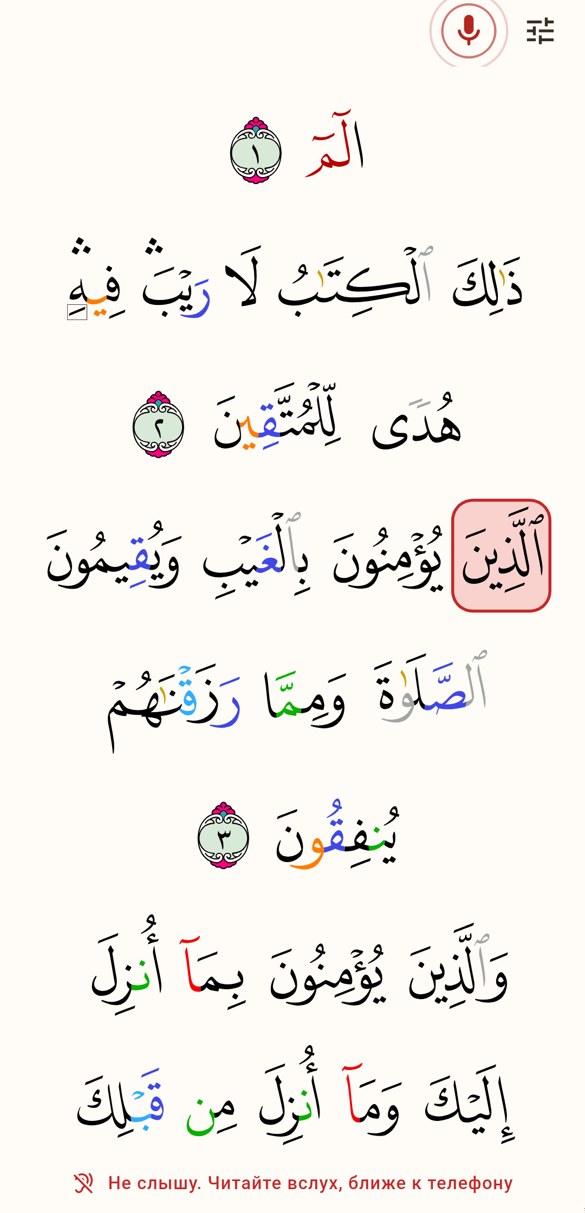 الٓمٓ ١
ذَٰلِكَ ٱلْكِتَٰبُ لَا رَيْبَ ۛ فِيهِ ۛ
هُدًى لِّلْمُتَّقِينَ ٢
ٱلَّذِينَ يُؤْمِنُونَ بِٱلْغَيْبِ وَيُقِيمُونَ
ٱلصَّلَوٰةَ وَمِمَّا رَزَقْنَٰهُمْ
يُنفِقُونَ ٣
وَٱلَّذِينَ يُؤْمِنُونَ بِمَآ أُنزِلَ
إِلَيْكَ وَمَآ أُنزِلَ مِن قَبْلِكَ
Не слышу. Читайте вслух, ближе к телефону